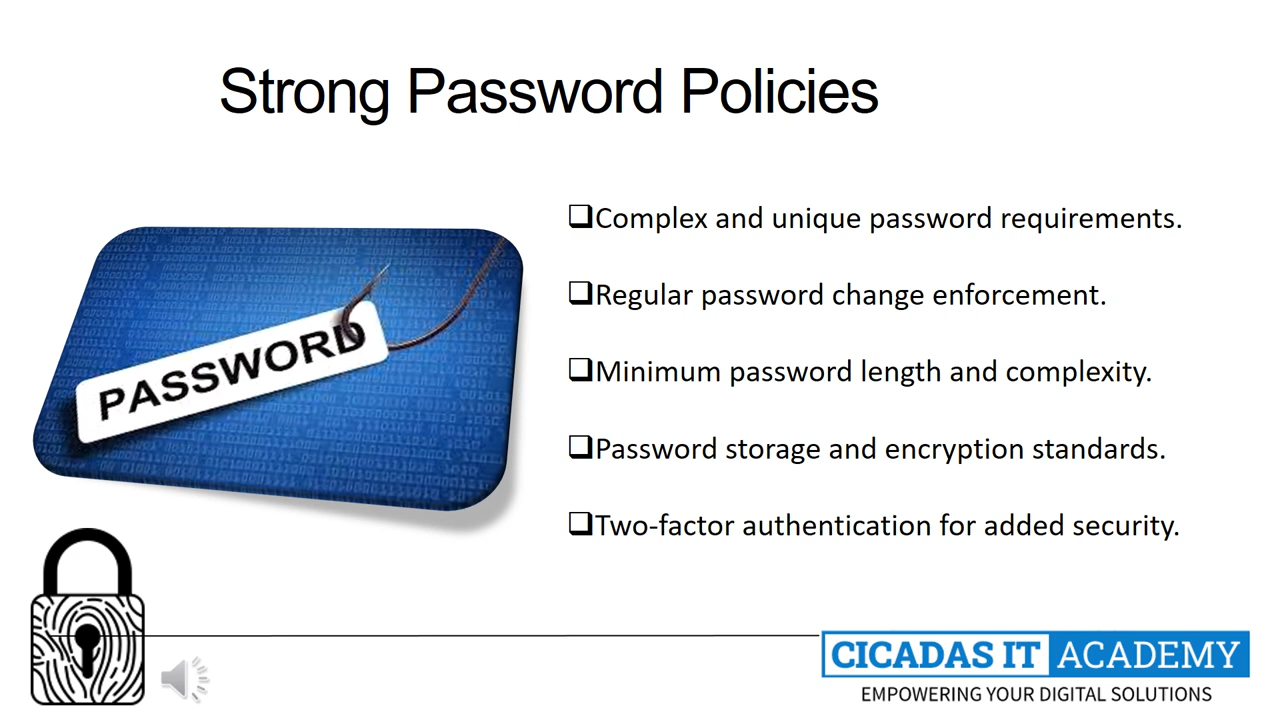 Strong Password Policies
PASSWORD
❑Complex and unique password requirements.
❑Regular password change enforcement.
❑Minimum password length and complexity.
❑Password storage and encryption standards.
❑Two-factor authentication for added security.
CICADAS IT ACADEMY
EMPOWERING YOUR DIGITAL SOLUTIONS